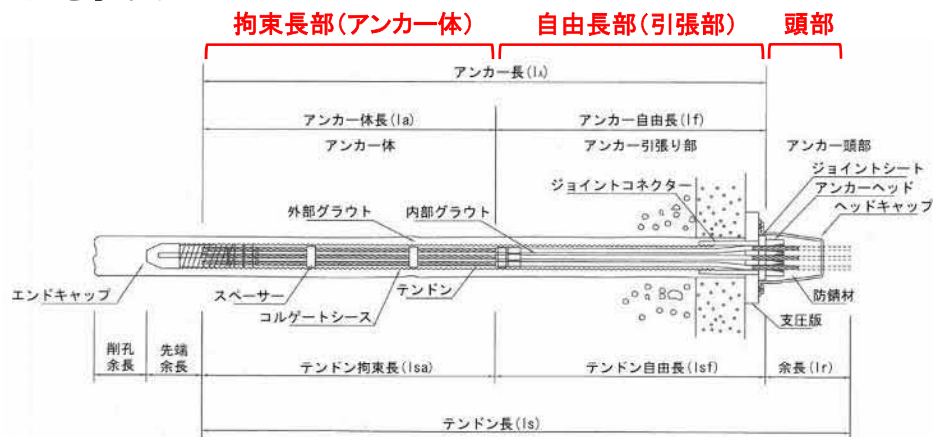 拘束長部(アンカー体) 自由長部(引張部) 頭部
アンカー長(lA)
アンカー体長(la) アンカー自由長(lf)
アンカー体 アンカー引張り部 アンカー頭部
ジョイントシート
ジョイントコネクター アンカーヘッド
外部グラウト 内部グラウト ヘッドキャップ
エンドキャップ スペーサー テンドン 防錆材
コルゲートシース
支圧版
削孔余長 先端余長 テンドン拘束長(lsa) テンドン自由長(lsf) 余長(lr)
テンドン長(ls)